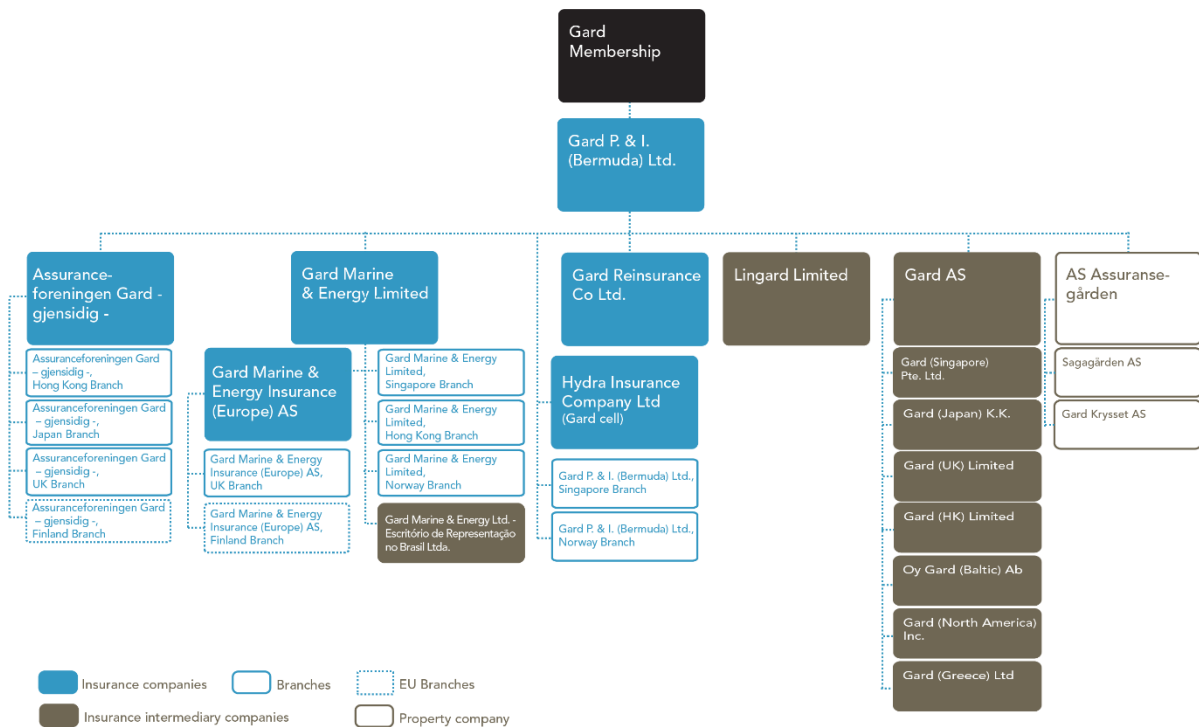 Gard
Membership
Gard P. & I.
(Bermuda) Ltd.
Assurance-
foreningen Gard -
gjensidig -
Gard Marine
& Energy Limited
Gard Reinsurance
Co Ltd.
Lingard Limited
Gard AS
AS Assuranse-
gården
Assuranceforeningen Gard
– gjensidig -,
Hong Kong Branch
Assuranceforeningen Gard
– gjensidig -,
Japan Branch
Assuranceforeningen Gard
– gjensidig -,
UK Branch
Assuranceforeningen Gard
– gjensidig -,
Finland Branch
Gard Marine &
Energy Insurance
(Europe) AS
Gard Marine & Energy
Insurance (Europe) AS,
UK Branch
Gard Marine & Energy
Insurance (Europe) AS,
Finland Branch
Gard Marine & Energy
Limited,
Singapore Branch
Gard Marine & Energy
Limited,
Hong Kong Branch
Gard Marine & Energy
Limited,
Norway Branch
Gard Marine & Energy Ltd. -
Escritório de Representação
no Brasil Ltda.
Hydra Insurance
Company Ltd
(Gard cell)
Gard P. & I. (Bermuda) Ltd.,
Singapore Branch
Gard P. & I. (Bermuda) Ltd.,
Norway Branch
Gard (Singapore)
Pte. Ltd.
Gard (Japan) K.K.
Gard (UK) Limited
Gard (HK) Limited
Oy Gard (Baltic) Ab
Gard (North America)
Inc.
Gard (Greece) Ltd
Sagagården AS
Gard Krysset AS
Insurance companies
Branches
EU Branches
Insurance intermediary companies
Property company